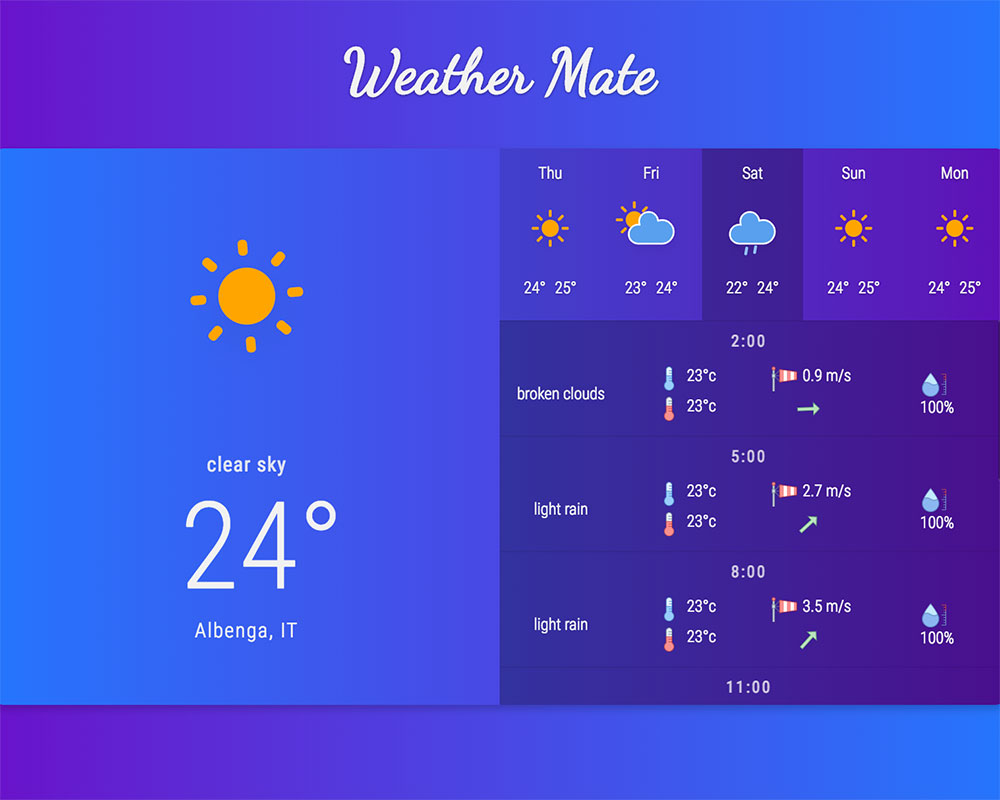 Weather Mate
clear sky
24°
Albenga, IT
Thu Fri Sat Sun Mon
24° 25° 23° 24° 22° 24° 24° 25° 24° 25°
2:00
broken clouds
23°c 0.9 m/s
23°c
100%
5:00
light rain
23°c 2.7 m/s
23°c
100%
8:00
light rain
23°c 3.5 m/s
23°c
100%
11:00